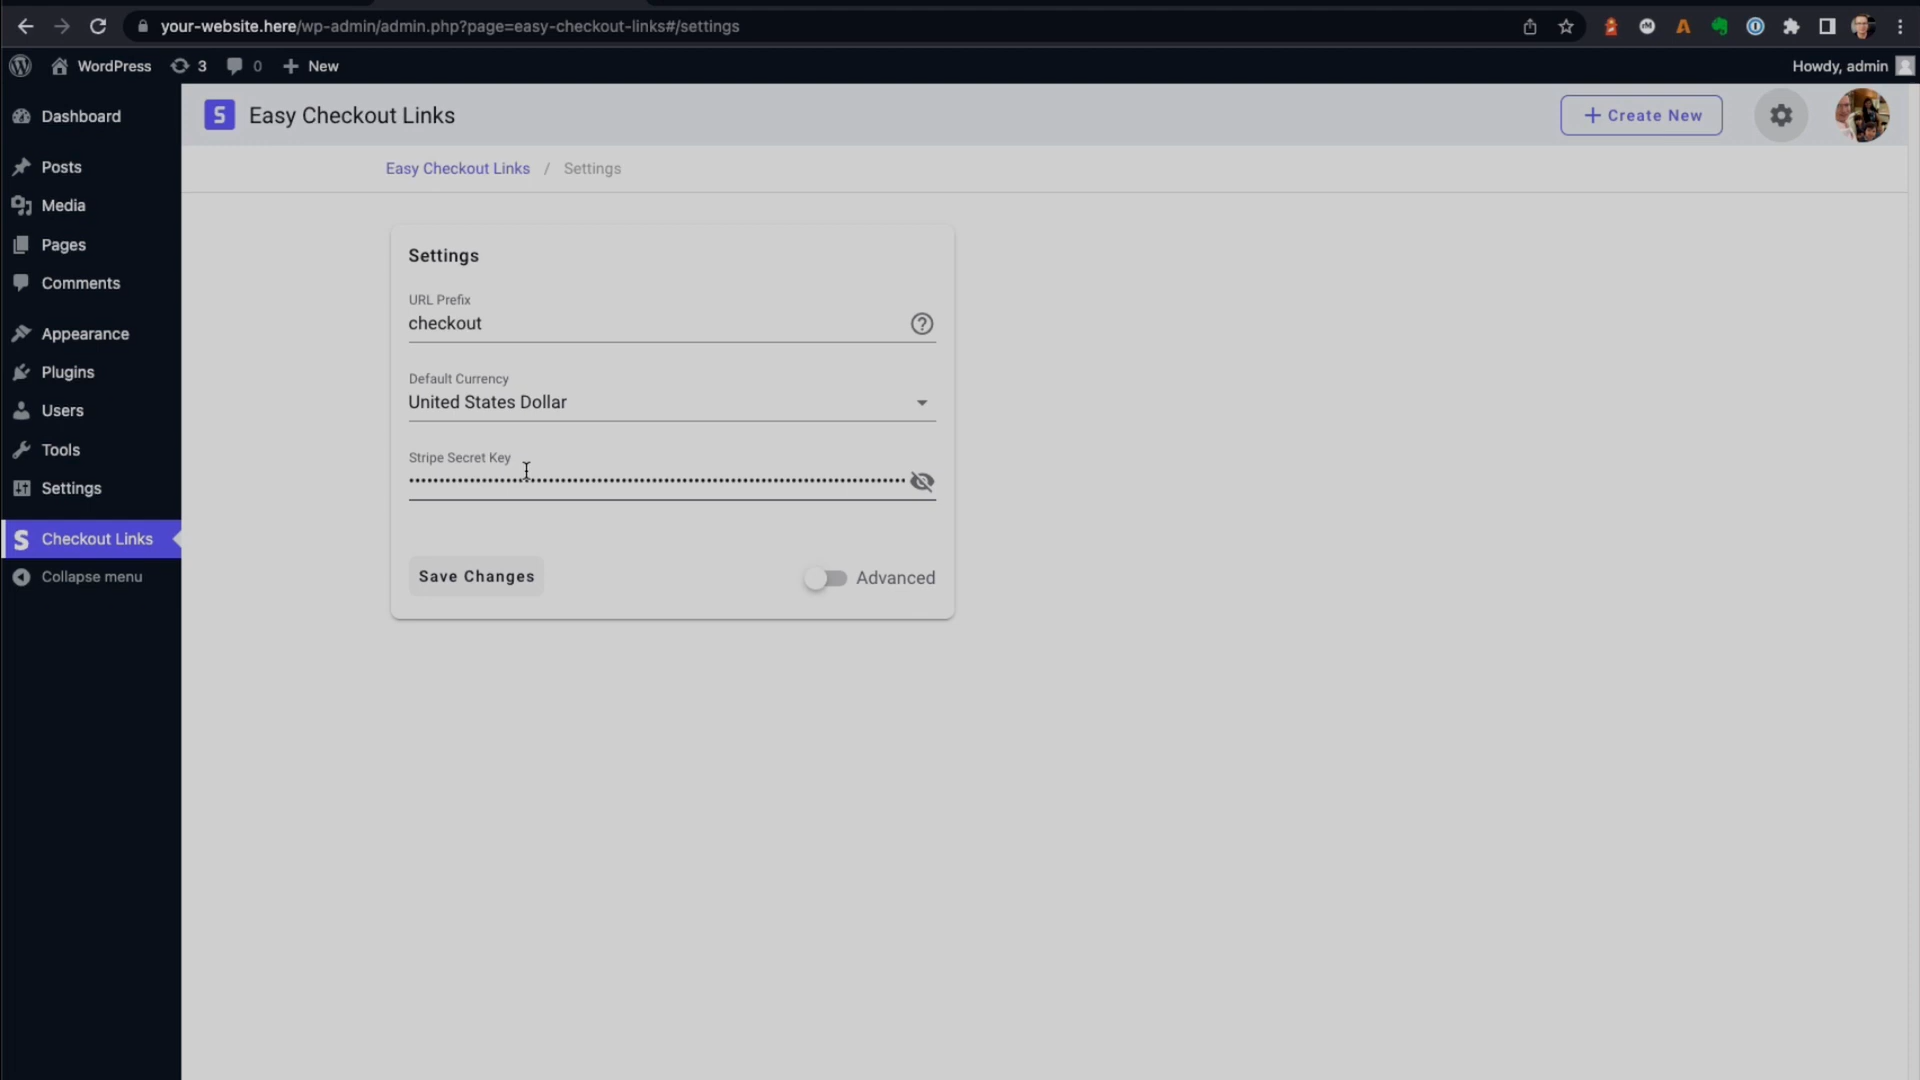 your-website.here/wp-admin/admin.php?page=easy-checkout-links#/settings
WordPress 3 0 New
Howdy, admin
Dashboard
Posts
Media
Pages
Comments
Appearance
Plugins
Users
Tools
Settings
S Checkout Links
Collapse menu
S Easy Checkout Links
+ Create New
Easy Checkout Links / Settings
Settings
URL Prefix
checkout
Default Currency
United States Dollar
Stripe Secret Key
Save Changes
Advanced